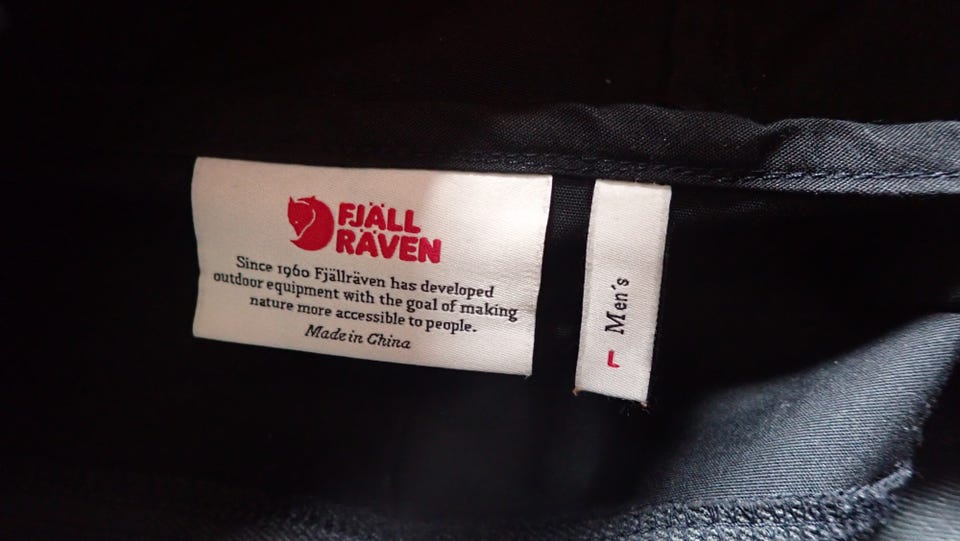 FJÄLL
RÄVEN
Since 1960 Fjällräven has developed
outdoor equipment with the goal of making
nature more accessible to people.
Made in China
Men's
L